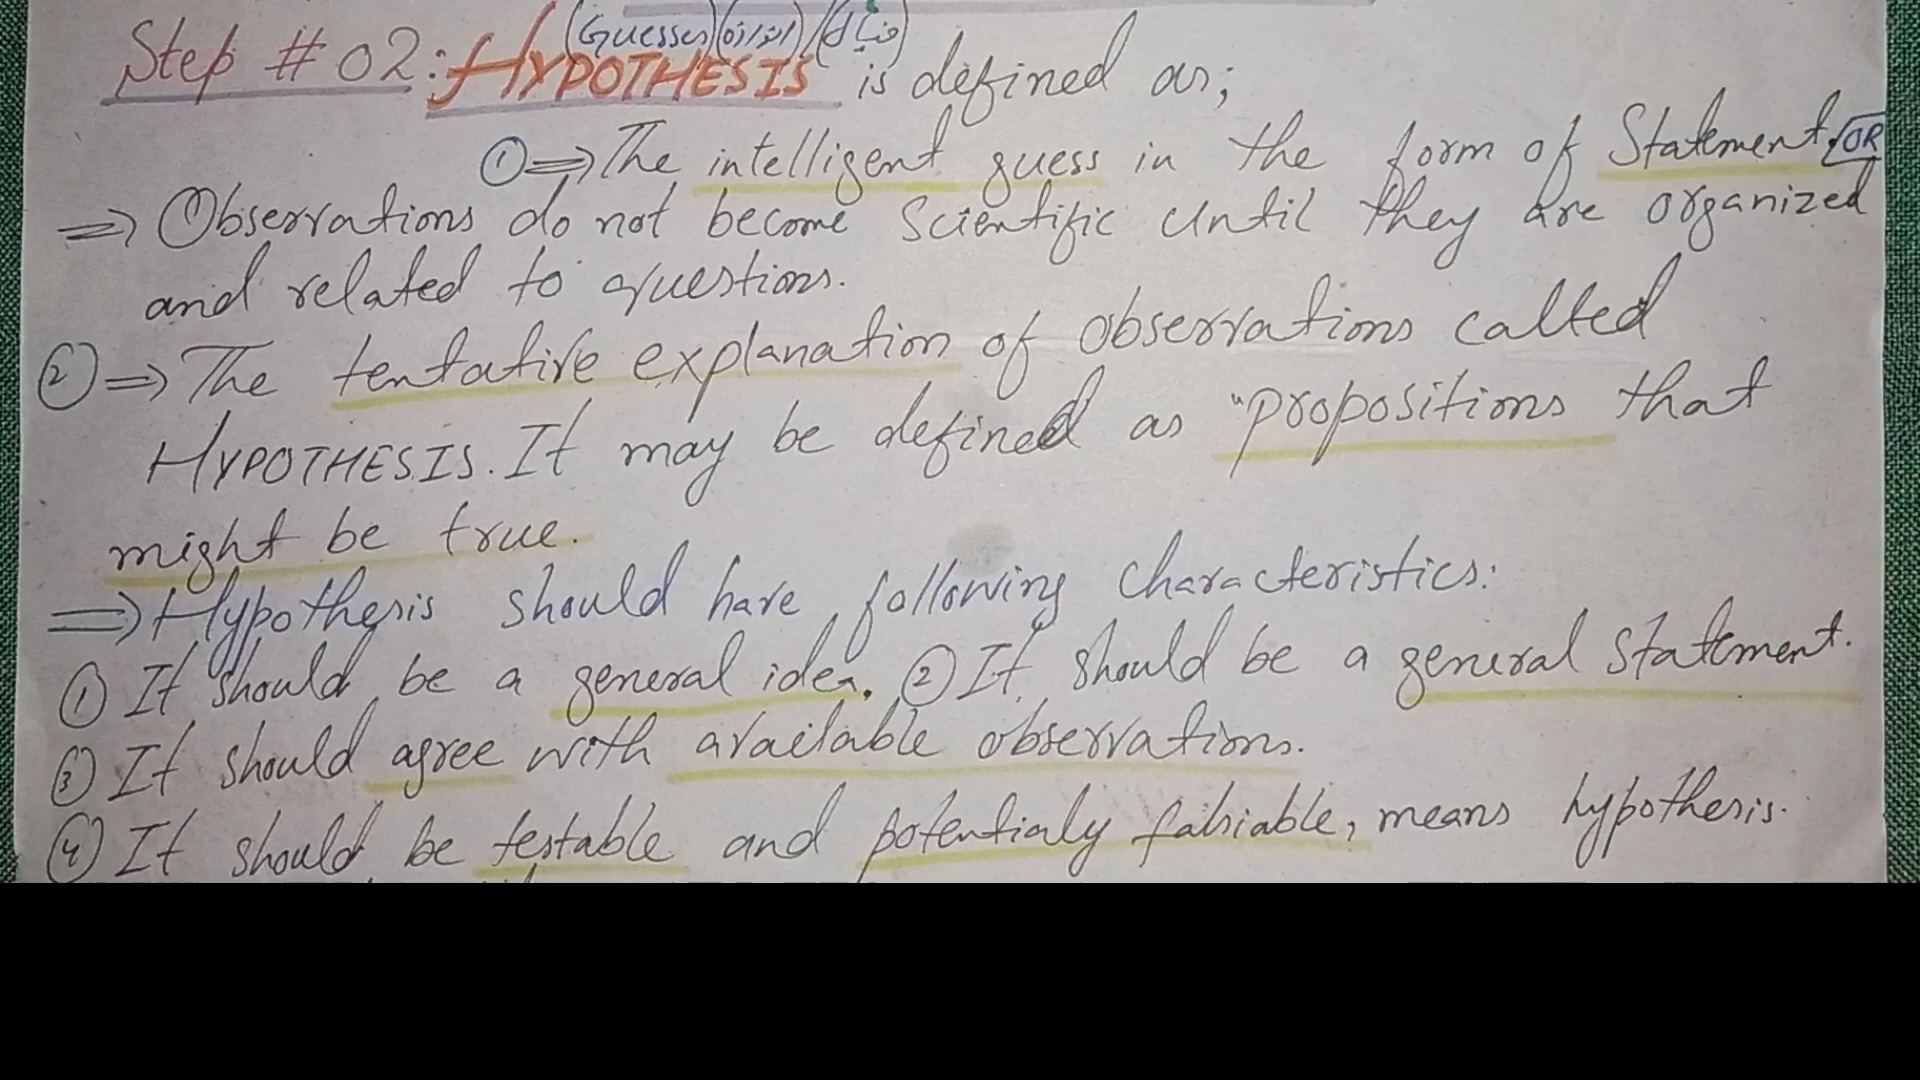 (Guesses)(اندازہ)/(خیال)
Step # 02: HYPOTHESIS is defined as;
①⇒The intelligent guess in the form of Statement. OR
⇒ Observations do not become Scientific until they are organized
and related to questions.
②⇒ The tentative explanation of observations called
HYPOTHESIS. It may be defined as "propositions that
might be true.
⇒Hypothesis should have following characteristics:
① It should be a general idea. ② It should be a general Statement.
③ It should agree with available observations.
④ It should be testable and potentialy falsiable, means hypothesis.